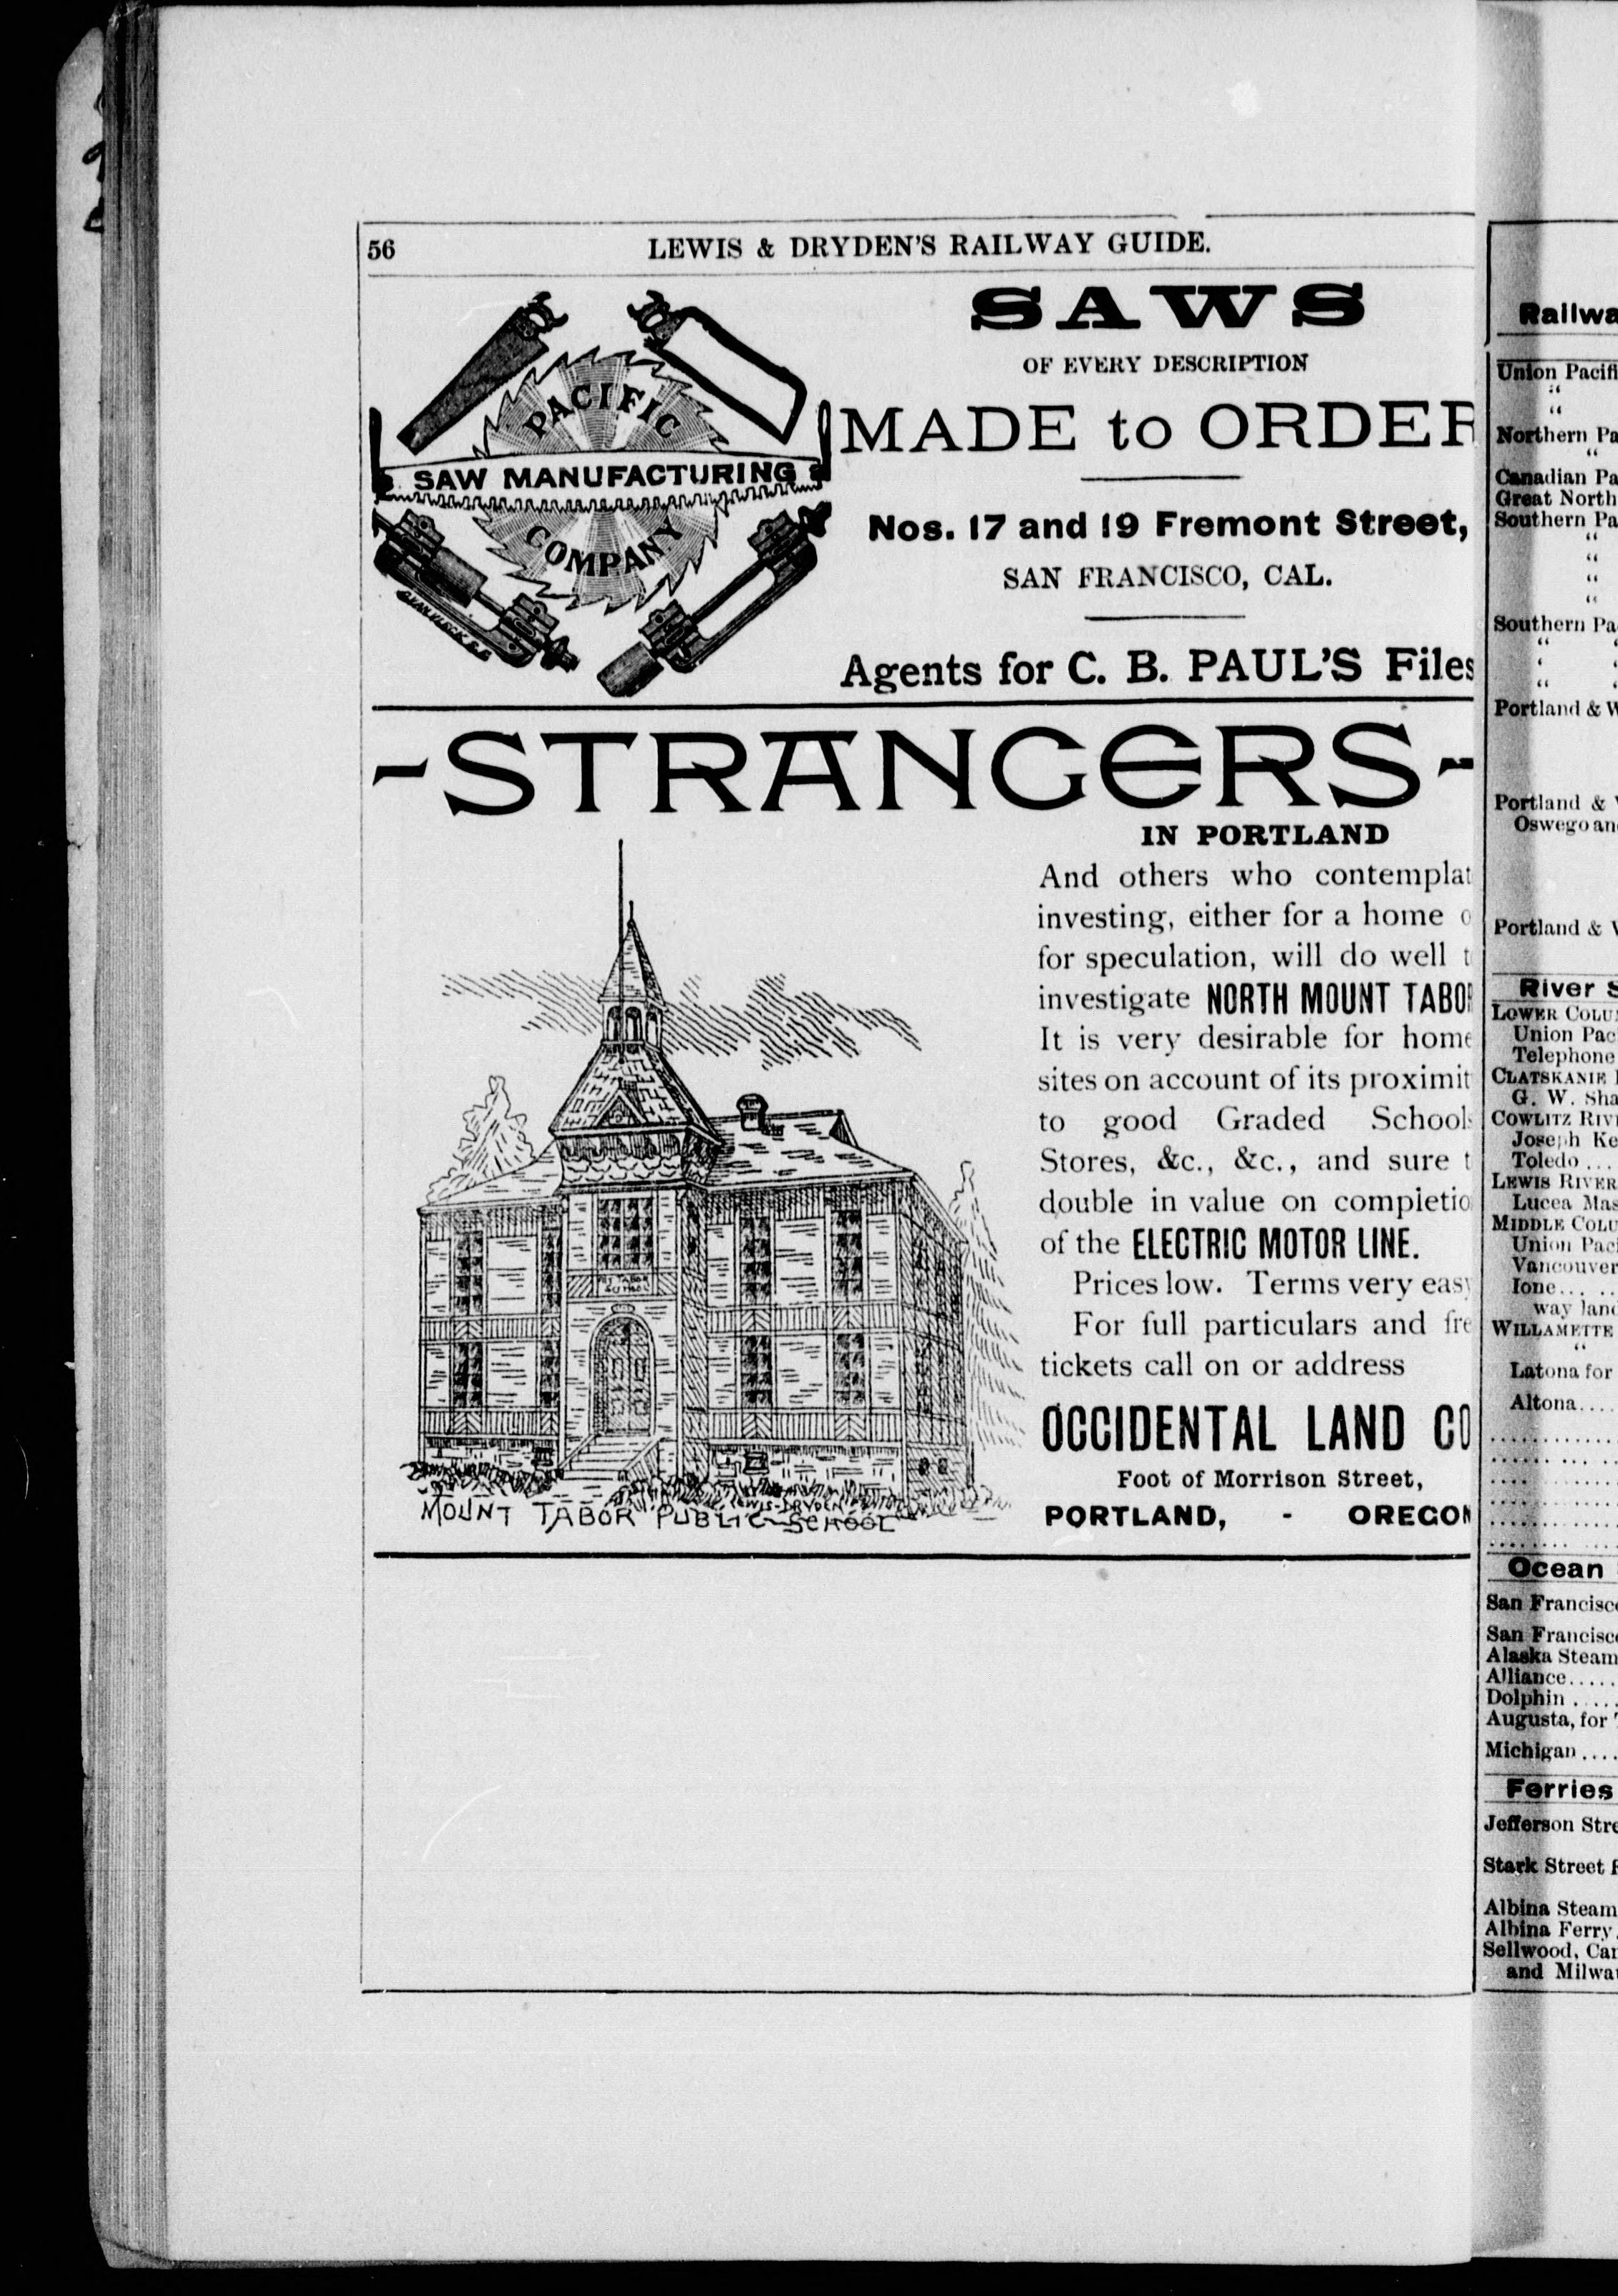 56
LEWIS & DRYDEN'S RAILWAY GUIDE.
PACIFIC
SAW MANUFACTURING
COMPANY
SAWS
OF EVERY DESCRIPTION
MADE to ORDER
Nos. 17 and 19 Fremont Street,
SAN FRANCISCO, CAL.
Agents for C. B. PAUL'S Files
-STRANGERS-
IN PORTLAND
And others who contemplat
investing, either for a home o
for speculation, will do well t
investigate NORTH MOUNT TABOR
It is very desirable for home
sites on account of its proximit
to good Graded Schools
Stores, &c., &c., and sure t
double in value on completio
of the ELECTRIC MOTOR LINE.
Prices low. Terms very easy
For full particulars and fre
tickets call on or address
OCCIDENTAL LAND CO
Foot of Morrison Street,
PORTLAND, - OREGON
MT TABOR
SCHOOL
LEWIS-DRYDEN
MOUNT TABOR PUBLIC SCHOOL
Railwa
Union Pacifi
"
"
Northern Pa
"
Canadian Pa
Great North
Southern Pa
"
"
"
"
Southern Pa
"
'
"
Portland & W
Portland &
Oswego an
Portland &
River S
LOWER COLU
Union Pac
Telephone
CLATSKANIE
G. W. Sha
COWLITZ RIV
Joseph Ke
Toledo ...
LEWIS RIVER
Lucea Mas
MIDDLE COLU
Union Paci
Vancouver
Ione... ..
way land
WILLAMETTE
"
Latona for
Altona....
Ocean
San Francisc
San Francisc
Alaska Steam
Alliance.....
Dolphin ....
Augusta, for
Michigan ....
Ferries
Jefferson Stre
Stark Street F
Albina Steam
Albina Ferry
Sellwood, Car
and Milwau